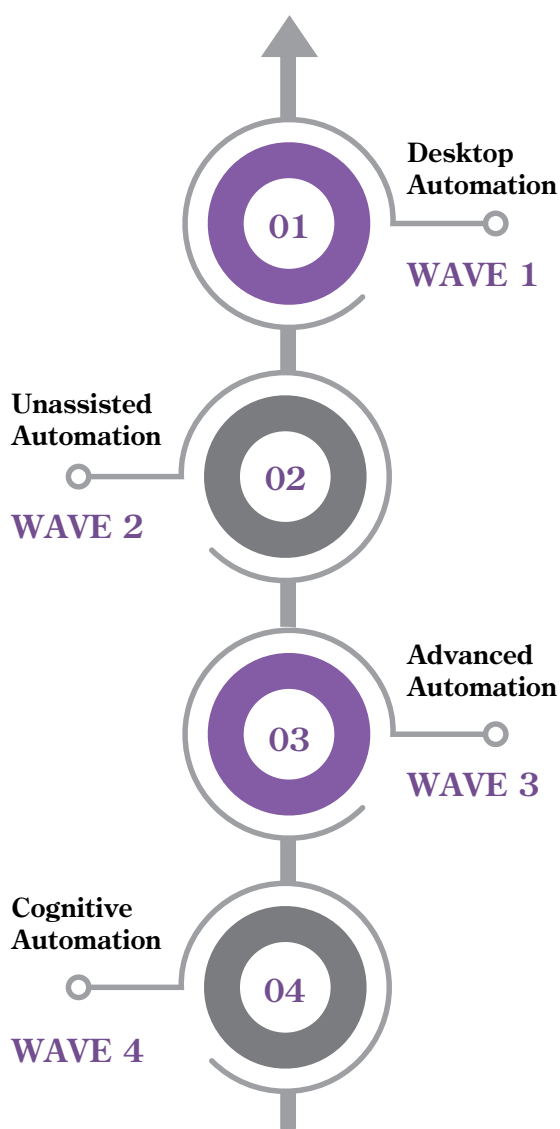 Desktop
Automation
01
WAVE 1
Unassisted
Automation
02
WAVE 2
Advanced
Automation
03
WAVE 3
Cognitive
Automation
04
WAVE 4